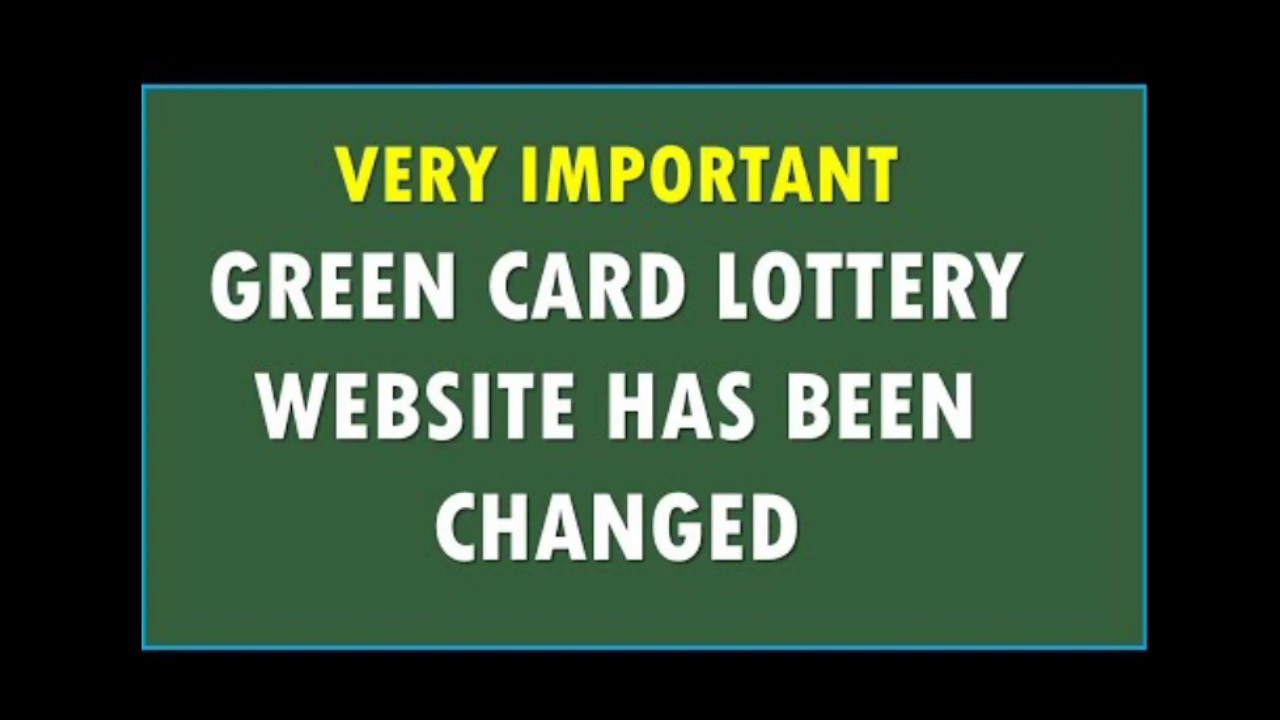 VERY IMPORTANT
GREEN CARD LOTTERY
WEBSITE HAS BEEN
CHANGED